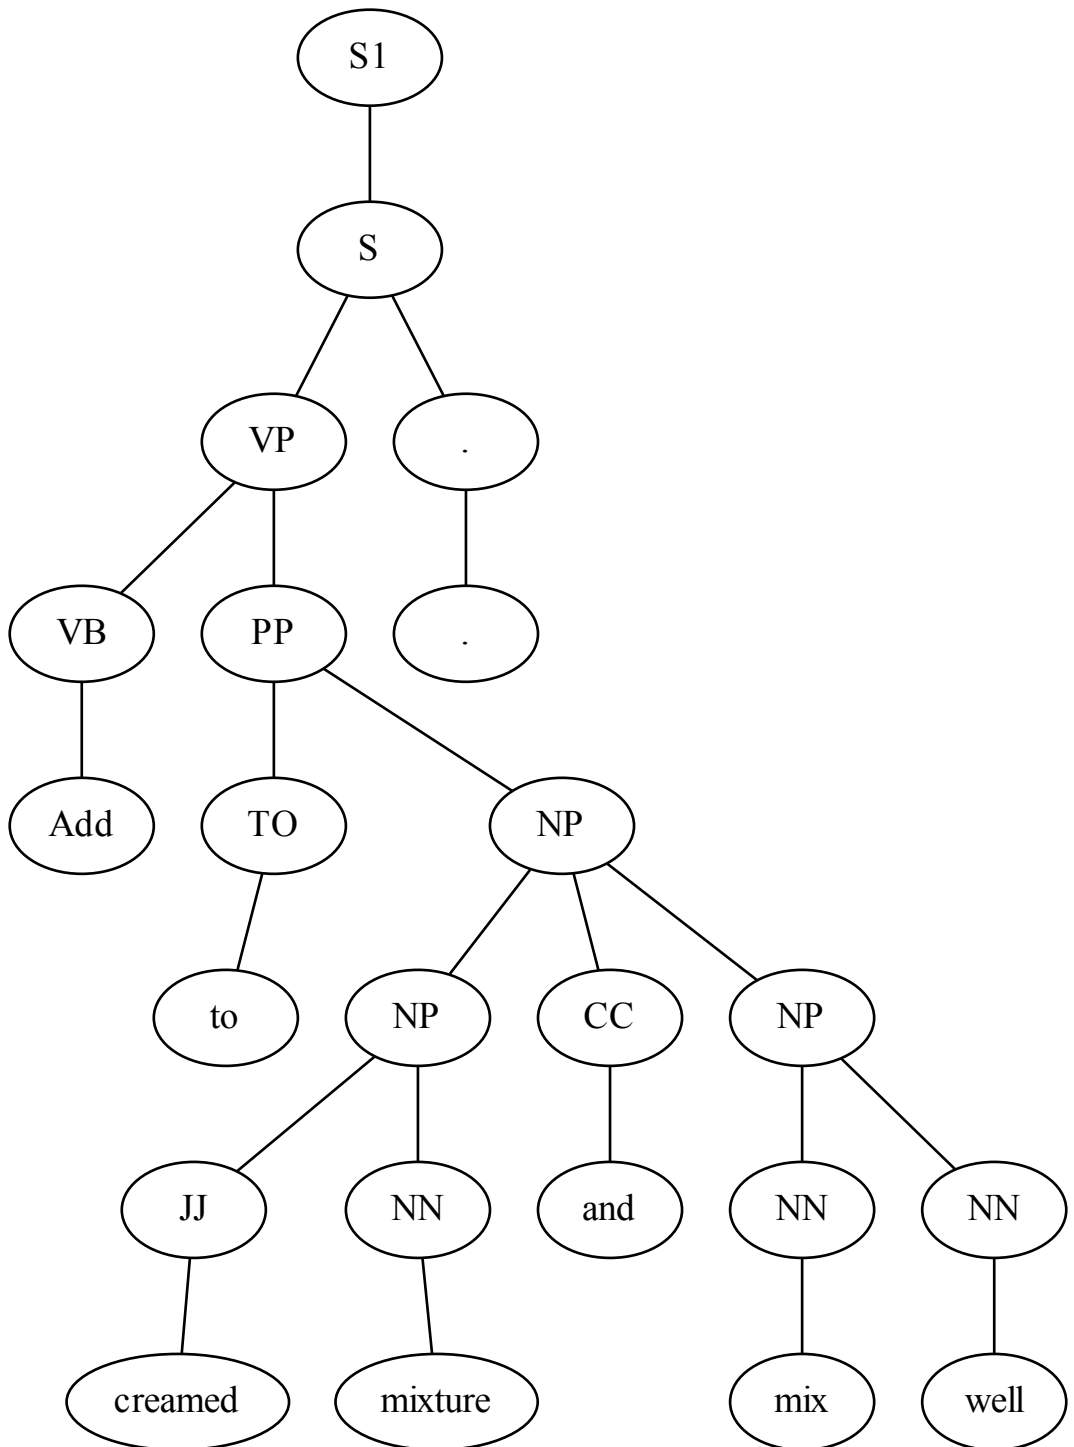 S1
S
VP .
VB PP .
Add TO NP
to NP CC NP
JJ NN and NN NN
creamed mixture mix well